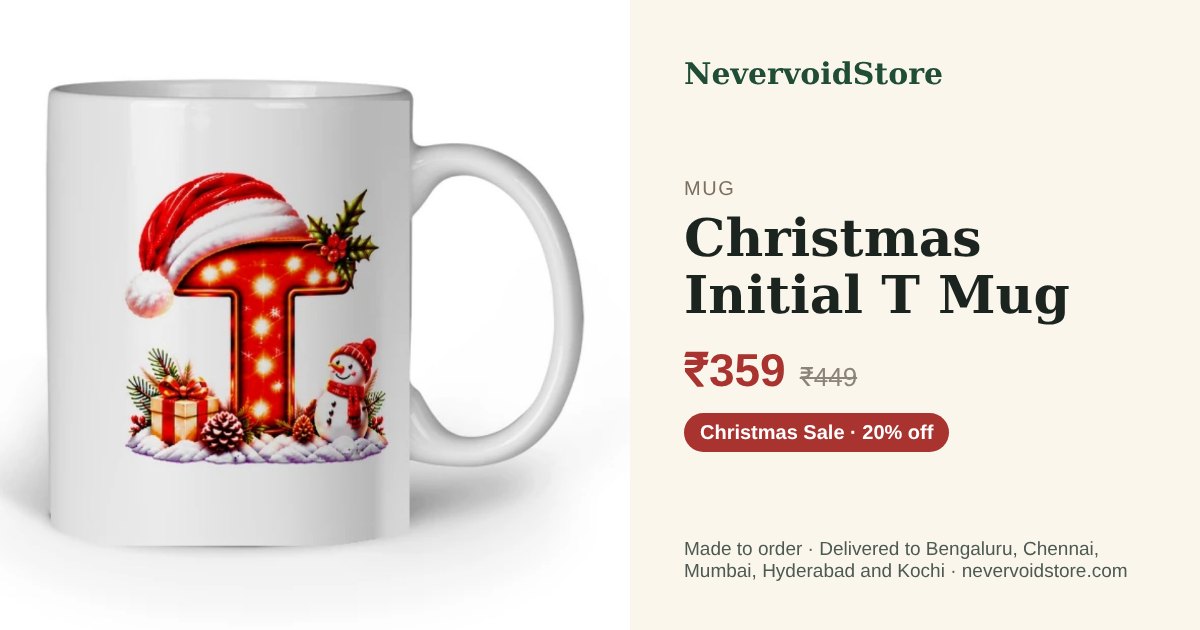 T
NevervoidStore
MUG
Christmas
Initial T Mug
₹359 ₹449
Christmas Sale · 20% off
Made to order · Delivered to Bengaluru, Chennai,
Mumbai, Hyderabad and Kochi · nevervoidstore.com